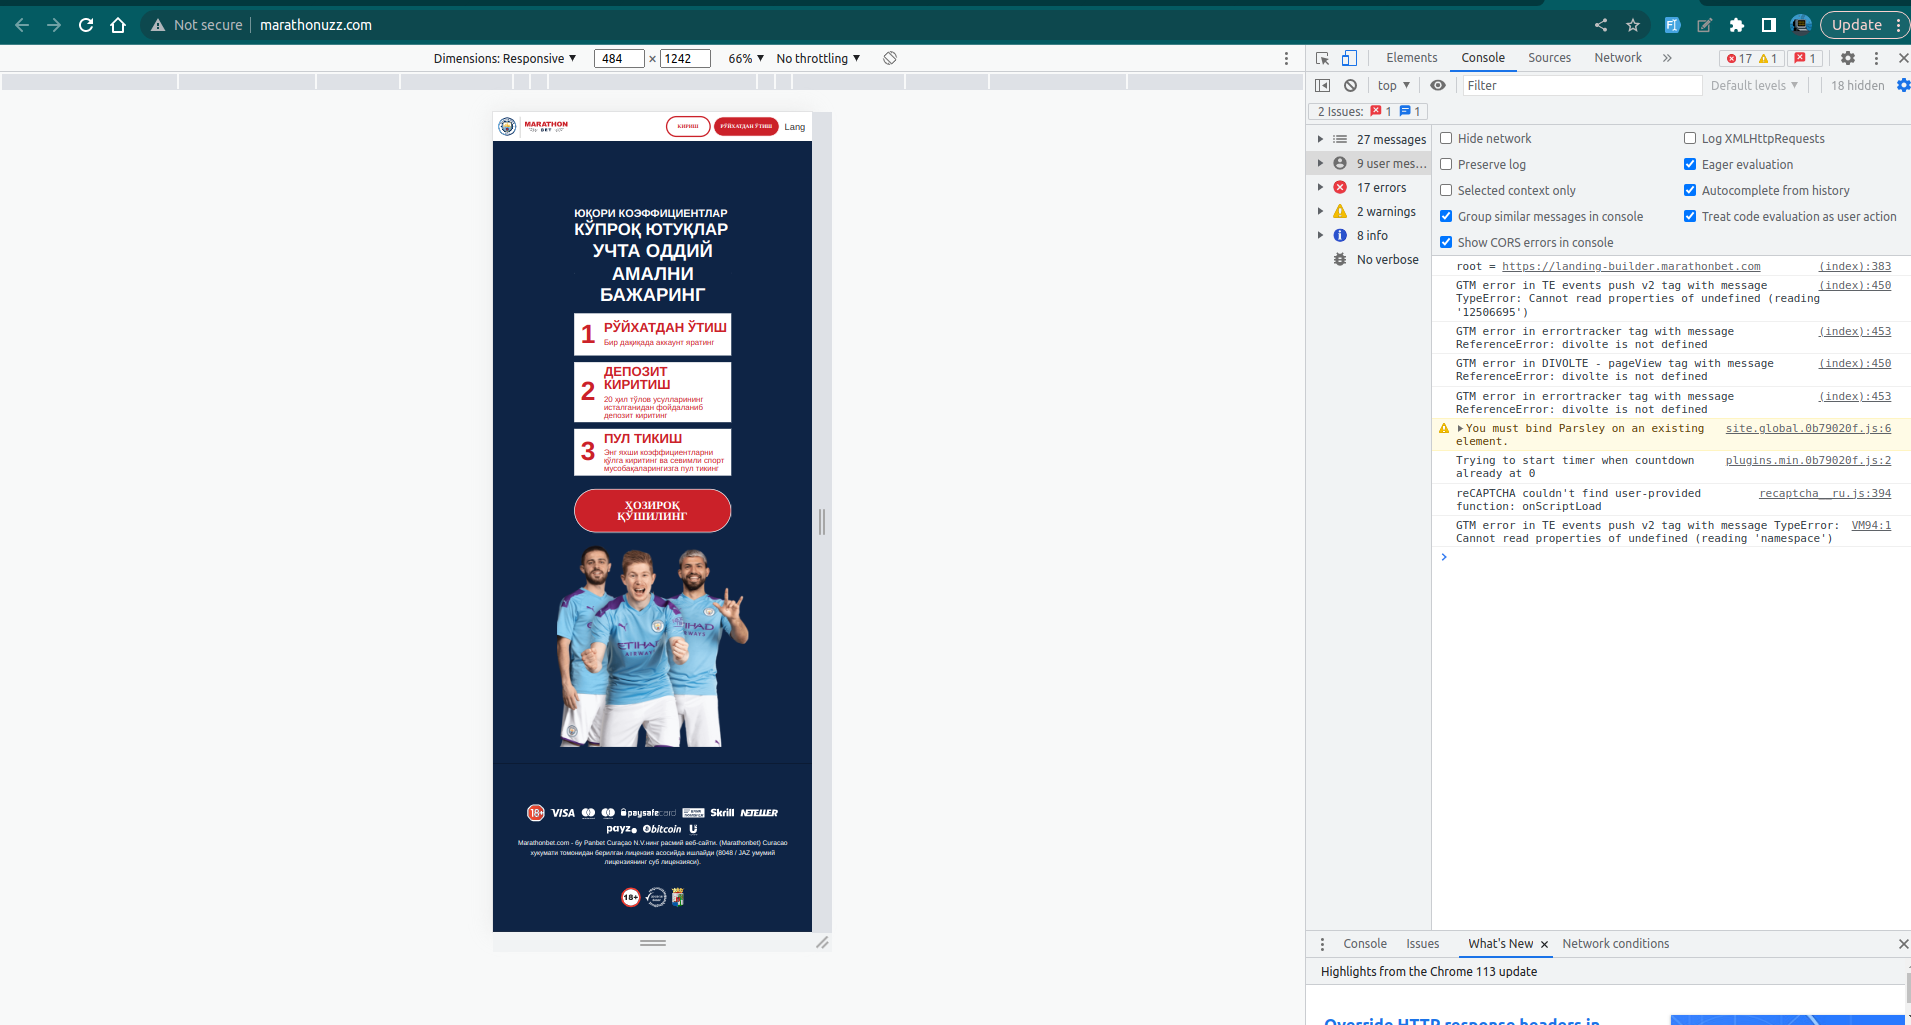 Not secure
marathonuzz.com
Update
Dimensions: Responsive
484 × 1242
66%
No throttling
Elements
Console
Sources
Network
17
1
1
top
Filter
Default levels
18 hidden
2 Issues: 1 1
27 messages
9 user mes...
17 errors
2 warnings
8 info
No verbose
Hide network
Log XMLHttpRequests
Preserve log
Eager evaluation
Selected context only
Autocomplete from history
Group similar messages in console
Treat code evaluation as user action
Show CORS errors in console
root = https://landing-builder.marathonbet.com (index):383
GTM error in TE events push v2 tag with message (index):450
TypeError: Cannot read properties of undefined (reading
'12506695')
GTM error in errortracker tag with message (index):453
ReferenceError: divolte is not defined
GTM error in DIVOLTE - pageView tag with message (index):450
ReferenceError: divolte is not defined
GTM error in errortracker tag with message (index):453
ReferenceError: divolte is not defined
You must bind Parsley on an existing site.global.0b79020f.js:6
element.
Trying to start timer when countdown plugins.min.0b79020f.js:2
already at 0
reCAPTCHA couldn't find user-provided recaptcha__ru.js:394
function: onScriptLoad
GTM error in TE events push v2 tag with message TypeError: VM94:1
Cannot read properties of undefined (reading 'namespace')
Console
Issues
What's New
Network conditions
Highlights from the Chrome 113 update
Override HTTP response headers in
MARATHON
BET
КИРИШ
РЎЙХАТДАН ЎТИШ
Lang
ЮҚОРИ КОЭФФИЦИЕНТЛАР
КЎПРОҚ ЮТУҚЛАР
УЧТА ОДДИЙ
АМАЛНИ
БАЖАРИНГ
1
РЎЙХАТДАН ЎТИШ
Бир дақиқада аккаунт яратинг
2
ДЕПОЗИТ
КИРИТИШ
20 ҳил тўлов усулларининг
исталганидан фойдаланиб
депозит киритинг
3
ПУЛ ТИКИШ
Энг яхши коэффициентларни
қўлга киритинг ва севимли спорт
мусобақаларингизга пул тикинг
ҲОЗИРОҚ
ҚЎШИЛИНГ
ETIHAD
AIRWAYS
18+ VISA paysafecard Skrill NETELLER
payz bitcoin
Marathonbet.com - бу Panbet Curaçao N.V.нинг расмий веб-сайти. (Marathonbet) Curacao
хукумати томонидан берилган лицензия асосийда ишлайди (8048 / JAZ умумий
лицензиянинг суб лицензияси).
18+